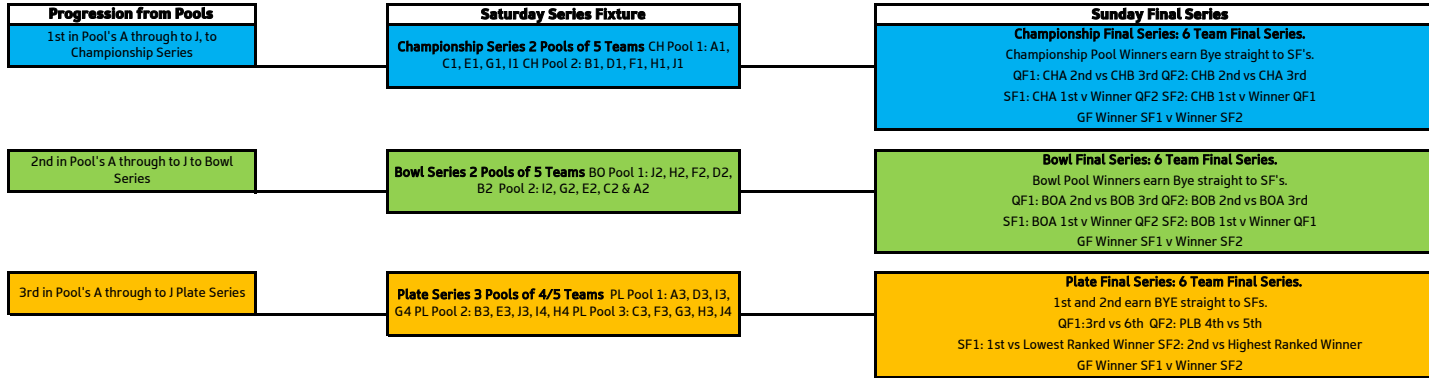 Progression from Pools
1st in Pool's A through to J, to
Championship Series
Saturday Series Fixture
Championship Series 2 Pools of 5 Teams CH Pool 1: A1,
C1, E1, G1, I1 CH Pool 2: B1, D1, F1, H1, J1
Sunday Final Series
Championship Final Series: 6 Team Final Series.
Championship Pool Winners earn Bye straight to SF's.
QF1: CHA 2nd vs CHB 3rd QF2: CHB 2nd vs CHA 3rd
SF1: CHA 1st v Winner QF2 SF2: CHB 1st v Winner QF1
GF Winner SF1 v Winner SF2
2nd in Pool's A through to J to Bowl
Series
Bowl Series 2 Pools of 5 Teams BO Pool 1: J2, H2, F2, D2,
B2 Pool 2: I2, G2, E2, C2 & A2
Bowl Final Series: 6 Team Final Series.
Bowl Pool Winners earn Bye straight to SF's.
QF1: BOA 2nd vs BOB 3rd QF2: BOB 2nd vs BOA 3rd
SF1: BOA 1st v Winner QF2 SF2: BOB 1st v Winner QF1
GF Winner SF1 v Winner SF2
3rd in Pool's A through to J Plate Series
Plate Series 3 Pools of 4/5 Teams PL Pool 1: A3, D3, I3,
G4 PL Pool 2: B3, E3, J3, I4, H4 PL Pool 3: C3, F3, G3, H3, J4
Plate Final Series: 6 Team Final Series.
1st and 2nd earn BYE straight to SFs.
QF1:3rd vs 6th QF2: PLB 4th vs 5th
SF1: 1st vs Lowest Ranked Winner SF2: 2nd vs Highest Ranked Winner
GF Winner SF1 v Winner SF2